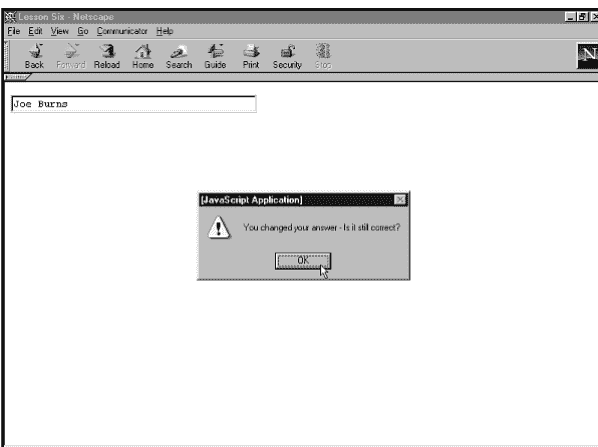 Lesson Six - Netscape
File Edit View Go Communicator Help
Back Forward Reload Home Search Guide Print Security Stop
N
Joe Burns
[JavaScript Application]
You changed your answer - Is it still correct?
OK